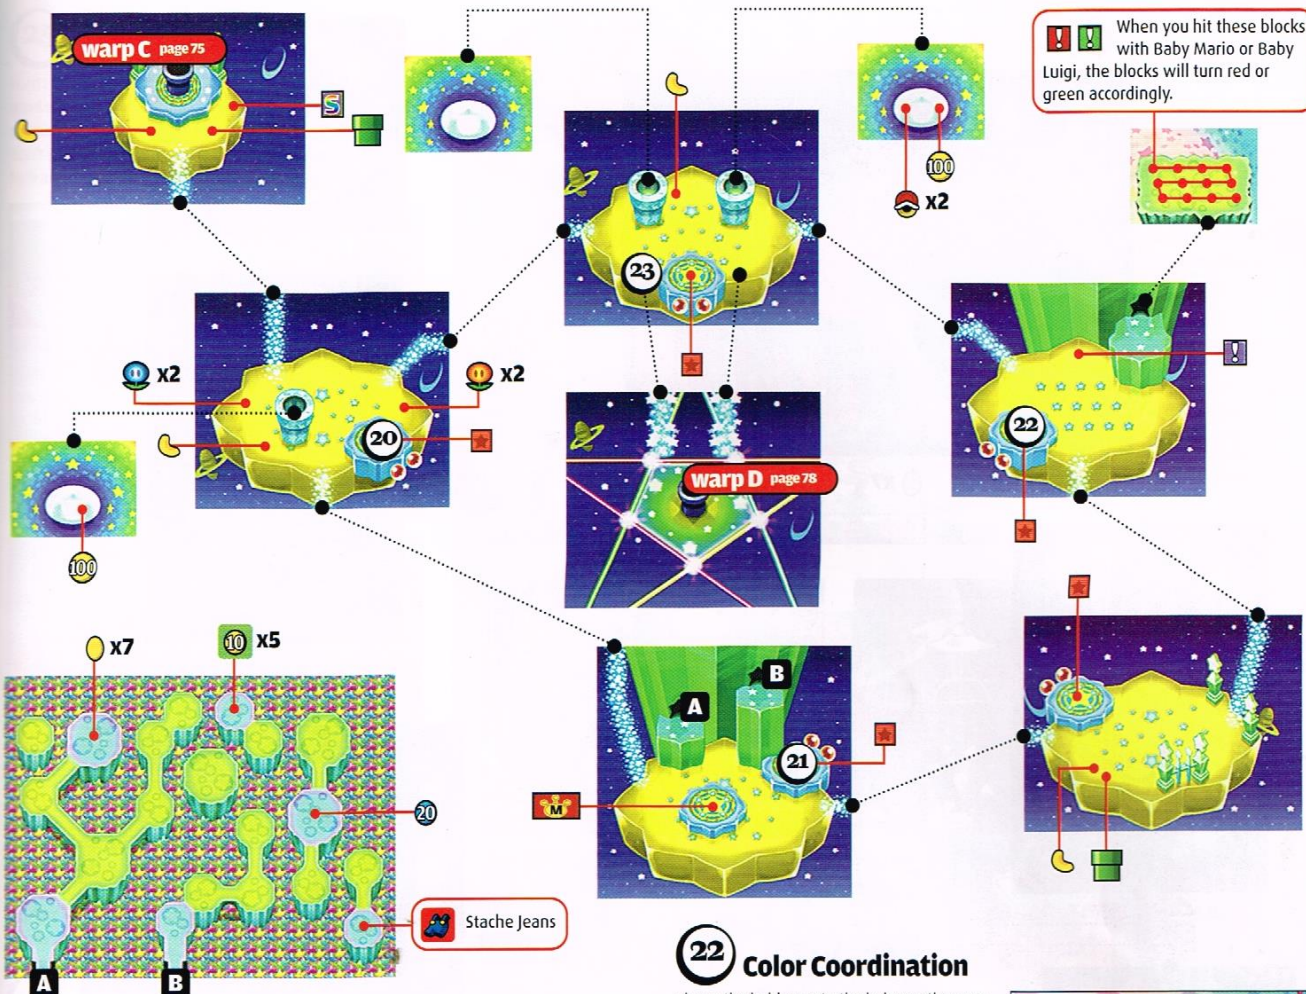 warp C page 75
S
100
x2
! ! When you hit these blocks
with Baby Mario or Baby
Luigi, the blocks will turn red or
green accordingly.
23
x2
x2
20
100
warp D page 78
22
!
x7
10 x5
20
Stache Jeans
A
B
A
B
21
M
22 Color Coordination